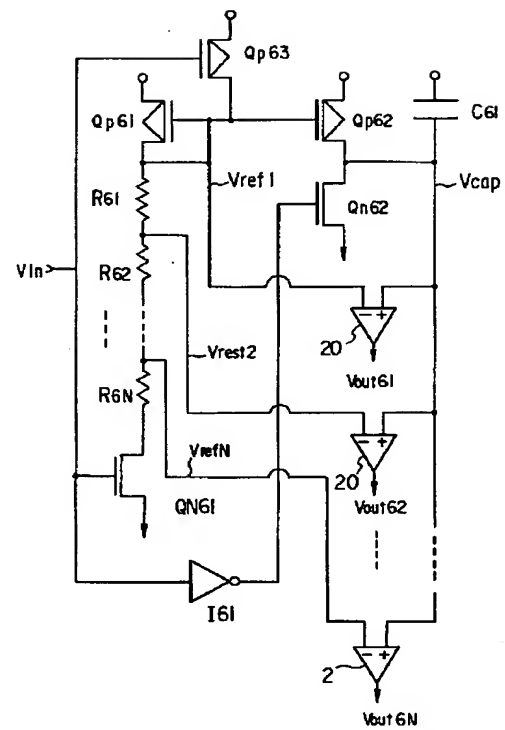 Qp63
Qp61
Qp62
C61
Vref1
Vcap
R61
Qn62
Vin
R62
- +
20
Vrest2
Vout61
R6N
- +
VrefN
20
QN61
Vout62
I61
- +
2
Vout6N